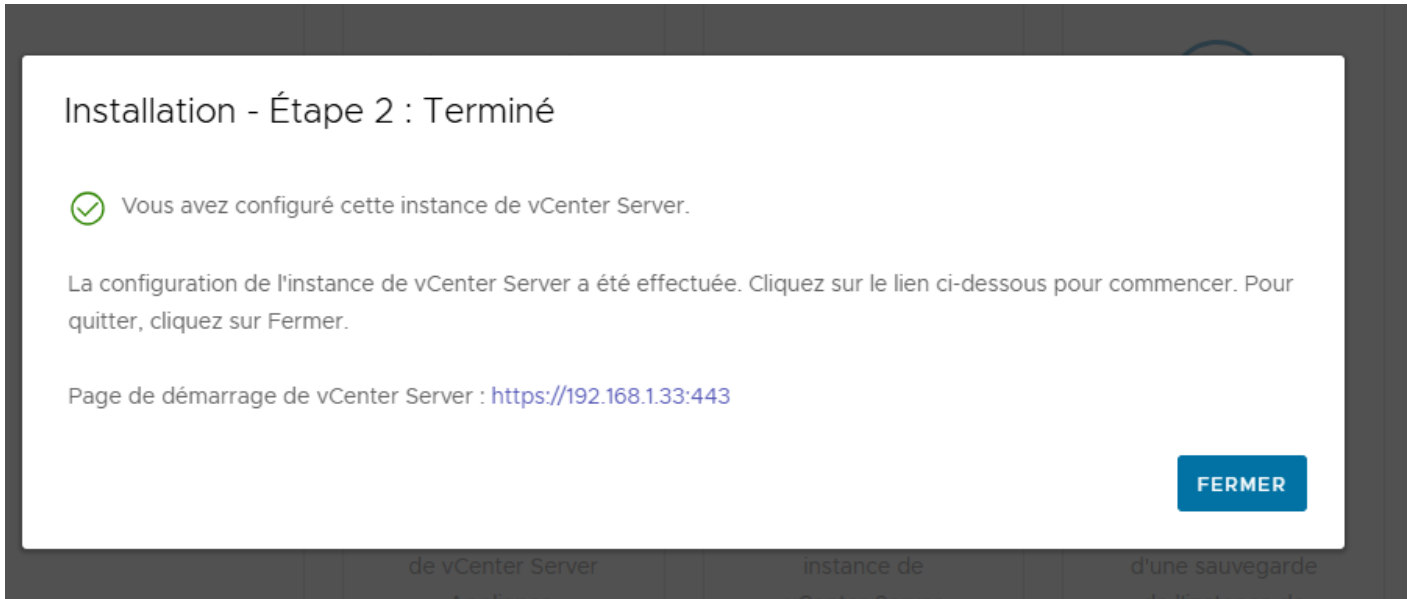 Installation - Étape 2 : Terminé
Vous avez configuré cette instance de vCenter Server.
La configuration de l'instance de vCenter Server a été effectuée. Cliquez sur le lien ci-dessous pour commencer. Pour
quitter, cliquez sur Fermer.
Page de démarrage de vCenter Server : https://192.168.1.33:443
FERMER
de vCenter Server
instance de
d'une sauvegarde